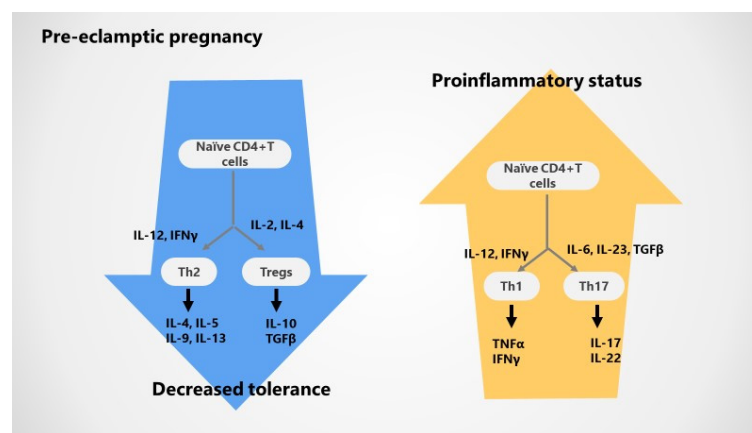 Pre-eclamptic pregnancy
Naïve CD4+T
cells
IL-12, IFNγ
IL-2, IL-4
Th2
Tregs
IL-4, IL-5
IL-9, IL-13
IL-10
TGFβ
Decreased tolerance
Proinflammatory status
Naïve CD4+T
cells
IL-12, IFNγ
IL-6, IL-23, TGFβ
Th1
Th17
TNFα
IFNγ
IL-17
IL-22